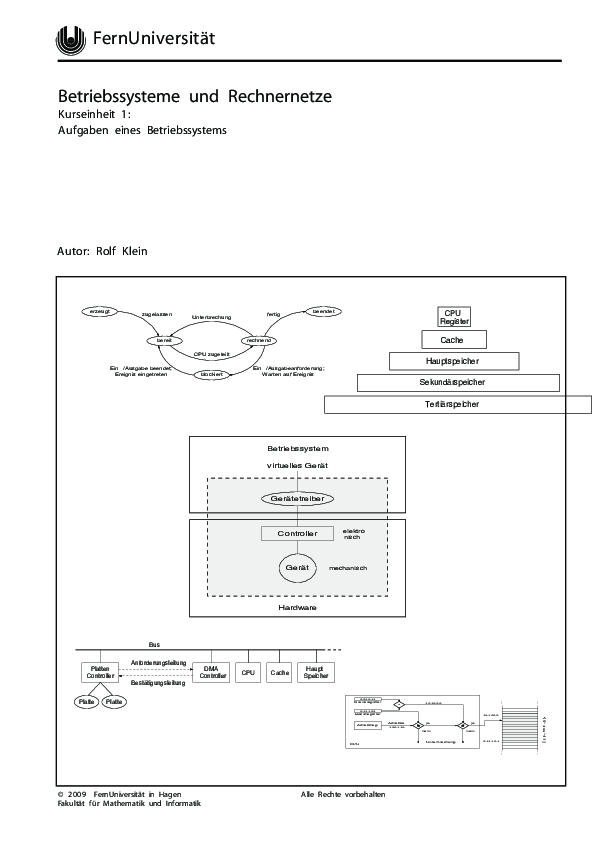 FernUniversität
Betriebssysteme und Rechnernetze
Kurseinheit 1:
Aufgaben eines Betriebssystems
Autor: Rolf Klein
erzeugt
zugelassen
Unterbrechung
fertig
beendet
bereit
rechnend
CPU zugeteilt
Ein /Ausgabe beendet;
Ereignis eingetreten
blockiert
Ein /Ausgabeanforderung;
Warten auf Ereignis
CPU
Register
Cache
Hauptspeicher
Sekundärspeicher
Tertiärspeicher
Betriebssystem
virtuelles Gerät
Gerätetreiber
Controller
elektro
nisch
Gerät
mechanisch
Hardware
Bus
Platten
Controller
Anforderungsleitung
Bestätigungsleitung
DMA
Controller
CPU
Cache
Haupt
Speicher
Platte
Platte
© 2009 FernUniversität in Hagen
Fakultät für Mathematik und Informatik
Alle Rechte vorbehalten